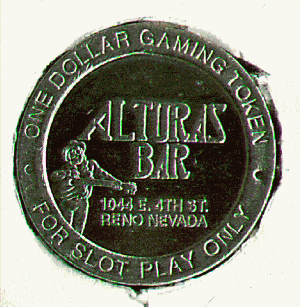 ONE DOLLAR GAMING TOKEN
ALTURAS
BAR
1044 E. 4TH ST.
RENO NEVADA
FOR SLOT PLAY ONLY